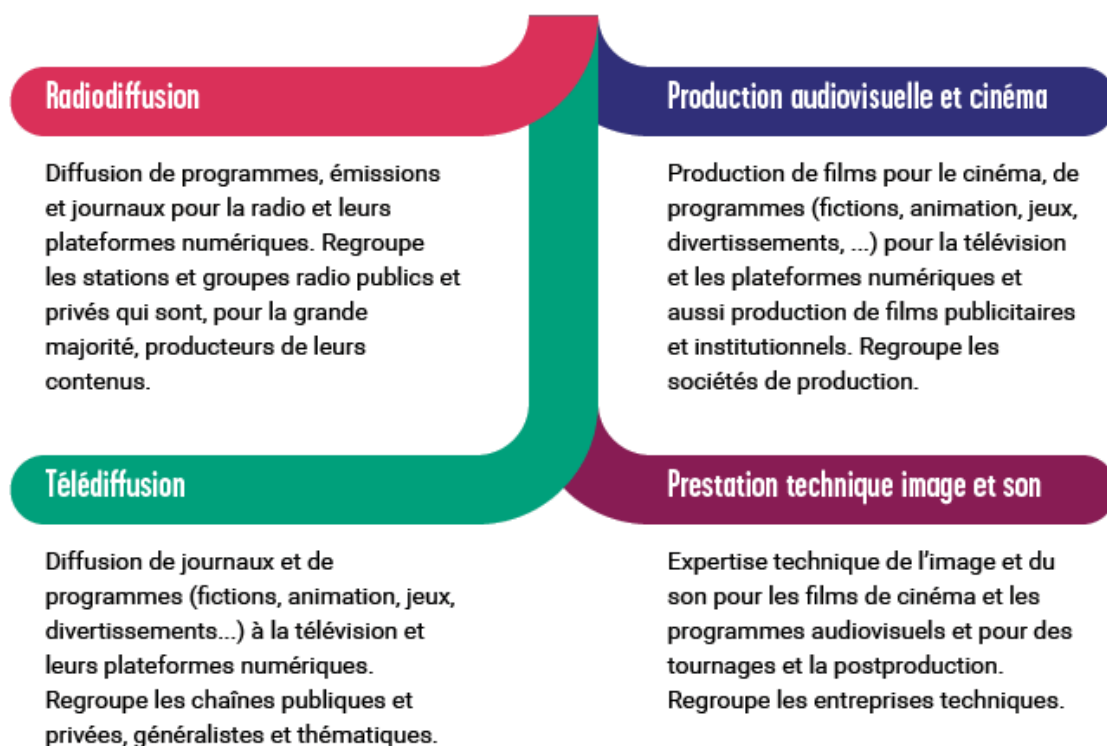 Radiodiffusion
Diffusion de programmes, émissions
et journaux pour la radio et leurs
plateformes numériques. Regroupe
les stations et groupes radio publics et
privés qui sont, pour la grande
majorité, producteurs de leurs
contenus.
Production audiovisuelle et cinéma
Production de films pour le cinéma, de
programmes (fictions, animation, jeux,
divertissements, ...) pour la télévision
et les plateformes numériques et
aussi production de films publicitaires
et institutionnels. Regroupe les
sociétés de production.
Télédiffusion
Diffusion de journaux et de
programmes (fictions, animation, jeux,
divertissements...) à la télévision et
leurs plateformes numériques.
Regroupe les chaînes publiques et
privées, généralistes et thématiques.
Prestation technique image et son
Expertise technique de l’image et du
son pour les films de cinéma et les
programmes audiovisuels et pour des
tournages et la postproduction.
Regroupe les entreprises techniques.